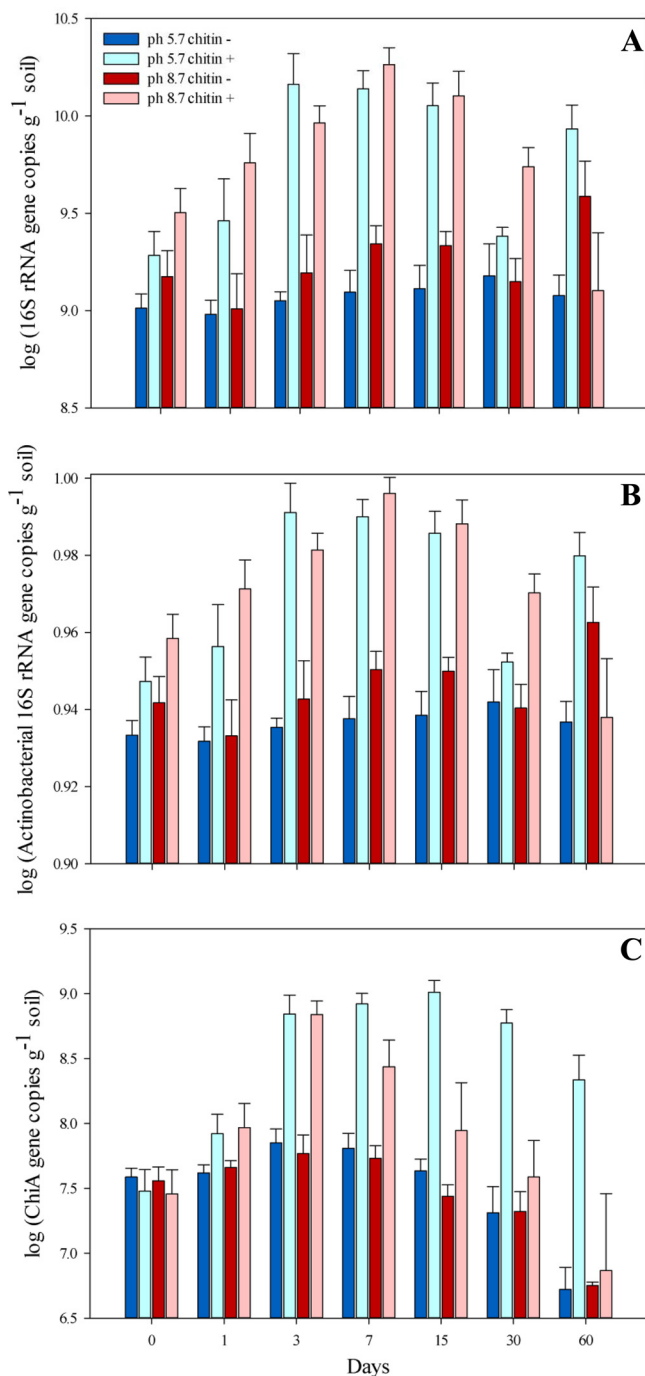 A
ph 5.7 chitin -
ph 5.7 chitin +
ph 8.7 chitin -
ph 8.7 chitin +
log (16S rRNA gene copies g⁻¹ soil)
10.5
10.0
9.5
9.0
8.5
B
log (Actinobacterial 16S rRNA gene copies g⁻¹ soil)
1.00
0.98
0.96
0.94
0.92
0.90
C
log (ChiA gene copies g⁻¹ soil)
9.5
9.0
8.5
8.0
7.5
7.0
6.5
0 1 3 7 15 30 60
Days